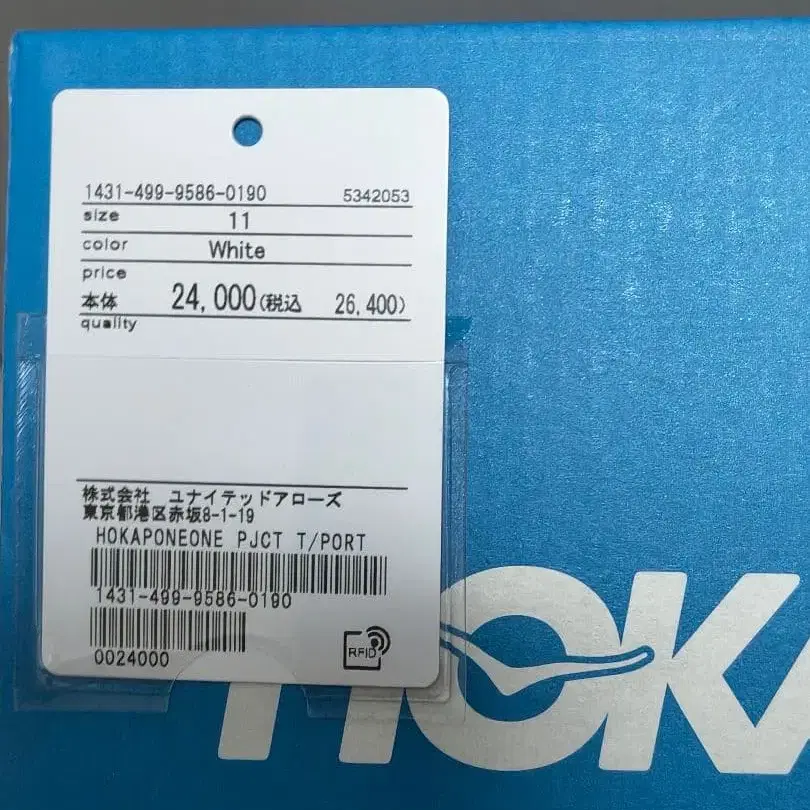 1431-499-9586-0190 5342053
size 11
color White
price
本体 24,000(税込 26,400)
quality
株式会社 ユナイテッドアローズ
東京都港区赤坂8-1-19
HOKAPONEONE PJCT T/PORT
1431-499-9586-0190
0024000
RFID
HOKA